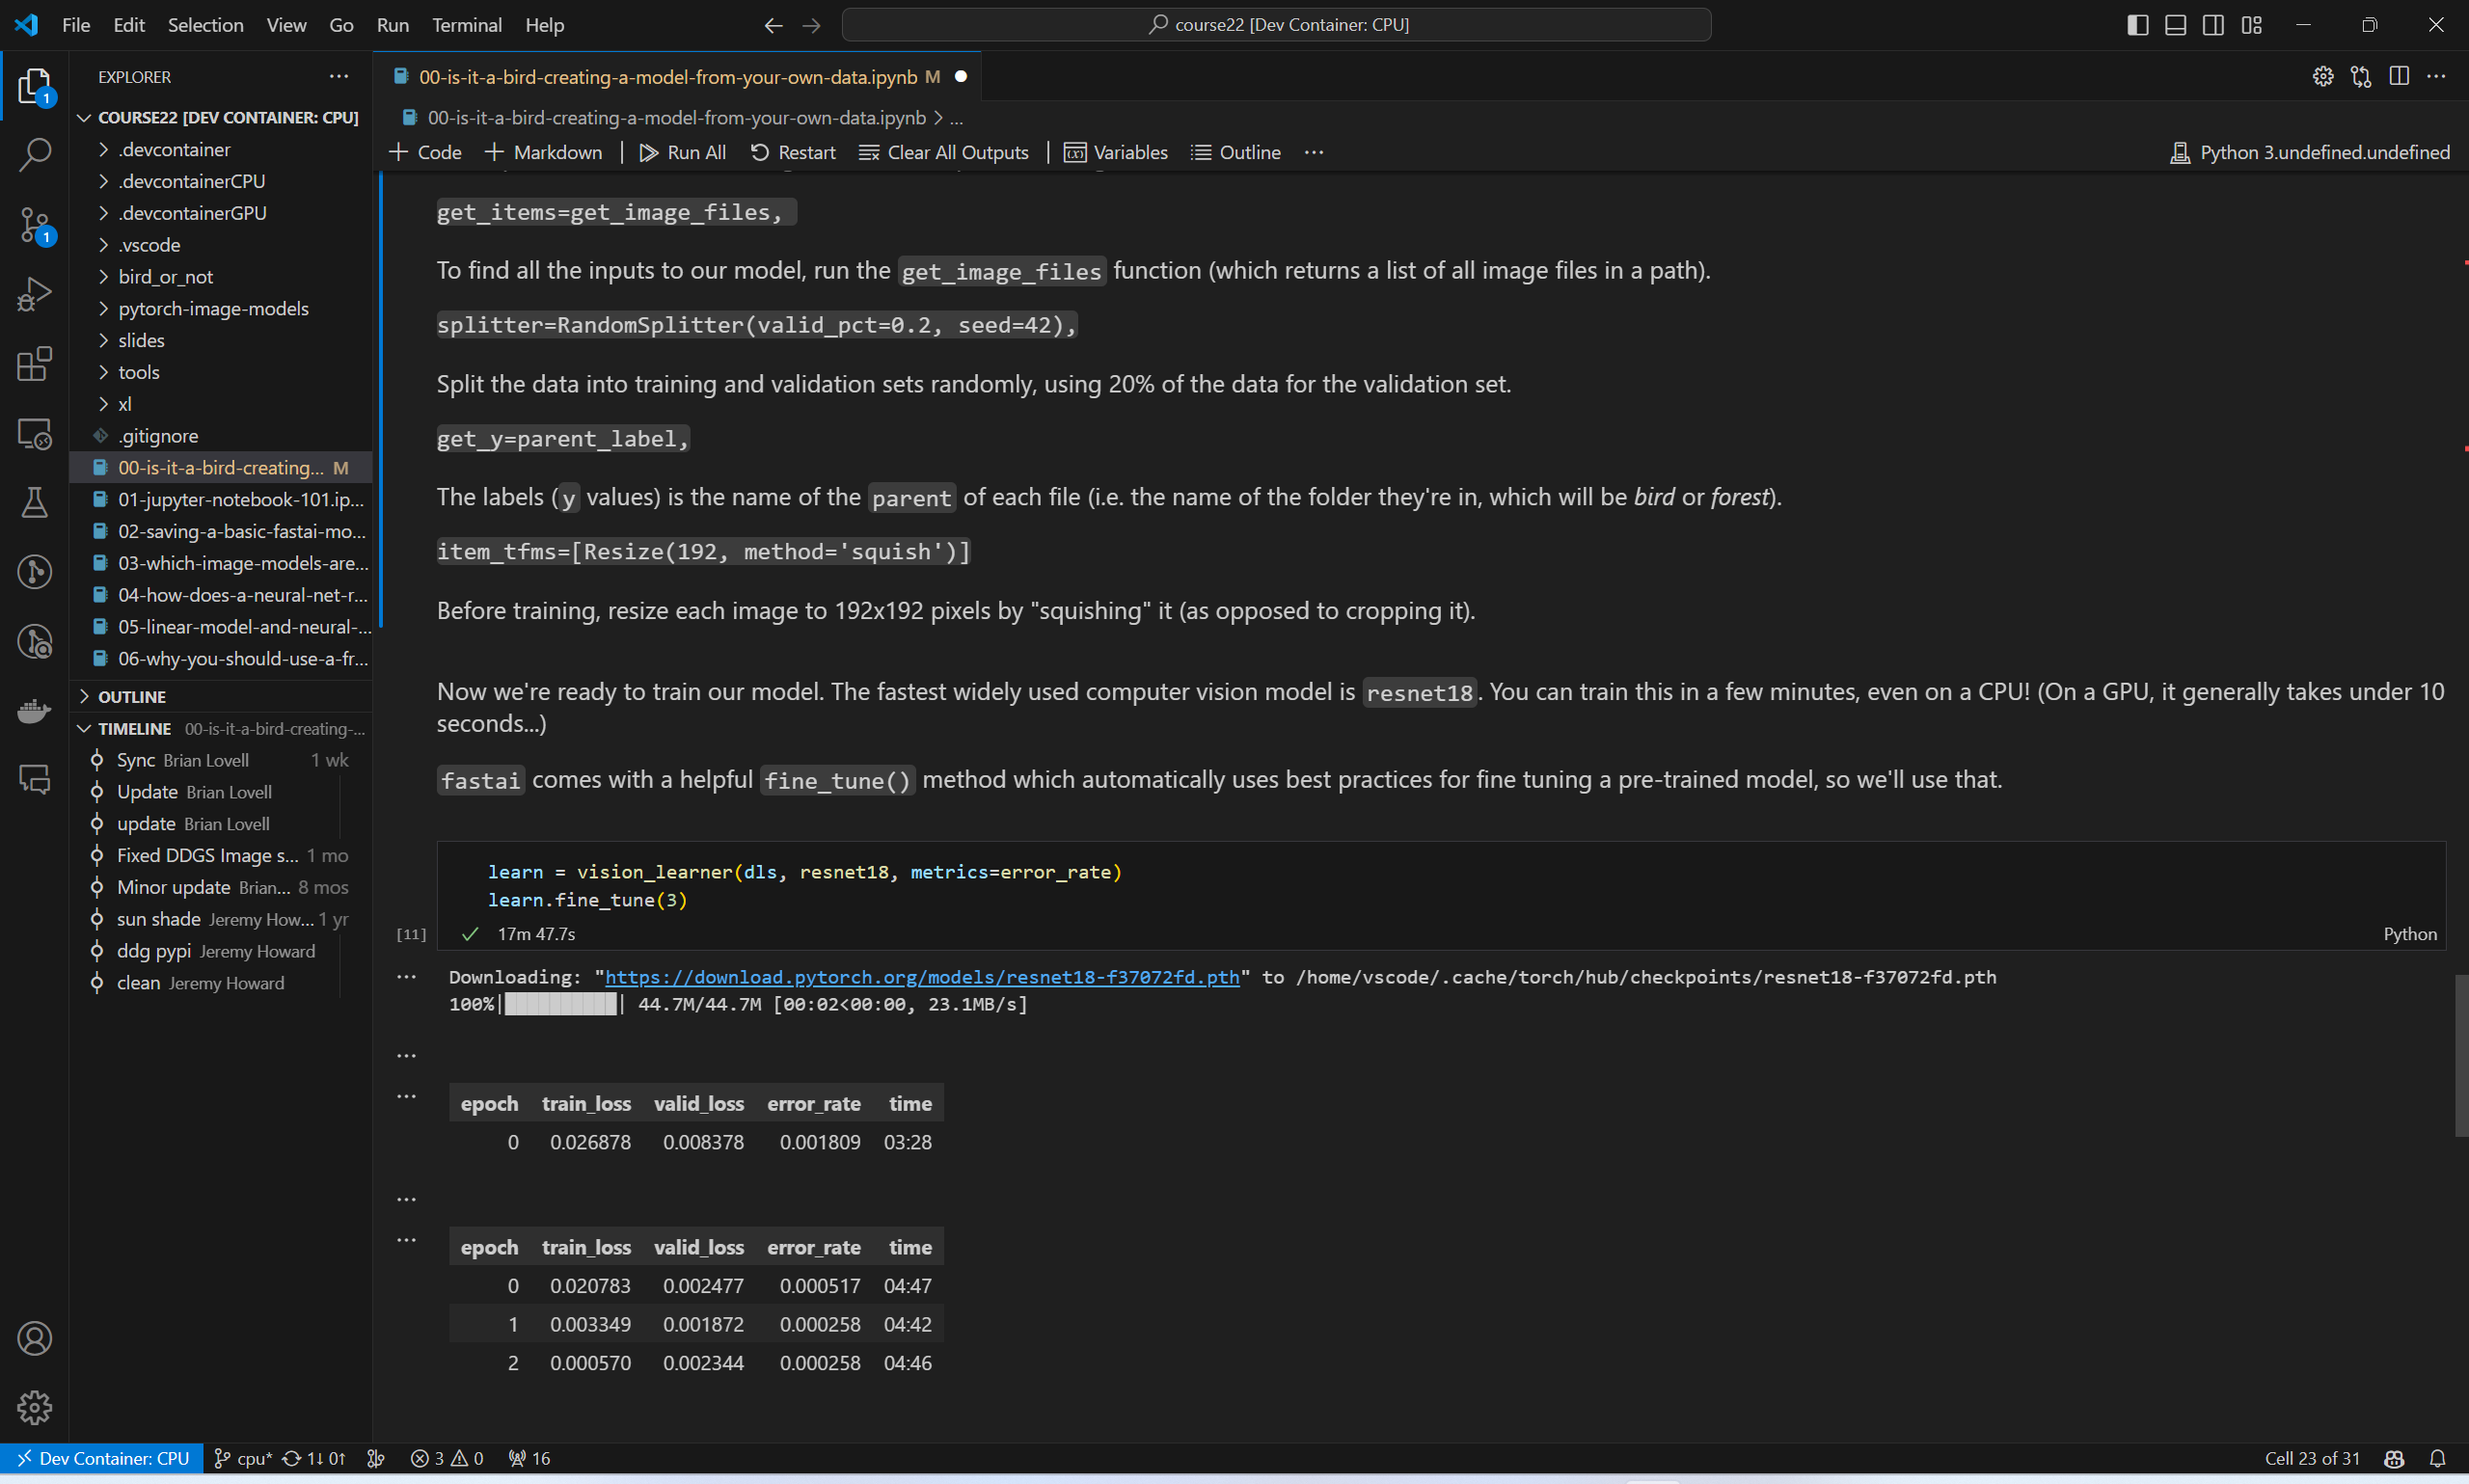 File Edit Selection View Go Run Terminal Help
course22 [Dev Container: CPU]
EXPLORER
COURSE22 [DEV CONTAINER: CPU]
.devcontainer
.devcontainerCPU
.devcontainerGPU
.vscode
bird_or_not
pytorch-image-models
slides
tools
xl
.gitignore
00-is-it-a-bird-creating... M
01-jupyter-notebook-101.ip...
02-saving-a-basic-fastai-mo...
03-which-image-models-are...
04-how-does-a-neural-net-r...
05-linear-model-and-neural-...
06-why-you-should-use-a-fr...
OUTLINE
TIMELINE 00-is-it-a-bird-creating-...
Sync Brian Lovell 1 wk
Update Brian Lovell
update Brian Lovell
Fixed DDGS Image s... 1 mo
Minor update Brian... 8 mos
sun shade Jeremy How... 1 yr
ddg pypi Jeremy Howard
clean Jeremy Howard
1
1
00-is-it-a-bird-creating-a-model-from-your-own-data.ipynb M
00-is-it-a-bird-creating-a-model-from-your-own-data.ipynb > ...
+ Code + Markdown | Run All Restart Clear All Outputs | Variables Outline ... Python 3.undefined.undefined
get_items=get_image_files,
To find all the inputs to our model, run the get_image_files function (which returns a list of all image files in a path).
splitter=RandomSplitter(valid_pct=0.2, seed=42),
Split the data into training and validation sets randomly, using 20% of the data for the validation set.
get_y=parent_label,
The labels (y values) is the name of the parent of each file (i.e. the name of the folder they're in, which will be bird or forest).
item_tfms=[Resize(192, method='squish')]
Before training, resize each image to 192x192 pixels by "squishing" it (as opposed to cropping it).
Now we're ready to train our model. The fastest widely used computer vision model is resnet18. You can train this in a few minutes, even on a CPU! (On a GPU, it generally takes under 10
seconds...)
fastai comes with a helpful fine_tune() method which automatically uses best practices for fine tuning a pre-trained model, so we'll use that.
learn = vision_learner(dls, resnet18, metrics=error_rate)
learn.fine_tune(3)
[11] 17m 47.7s Python
Downloading: "https://download.pytorch.org/models/resnet18-f37072fd.pth" to /home/vscode/.cache/torch/hub/checkpoints/resnet18-f37072fd.pth
100%|██████████| 44.7M/44.7M [00:02<00:00, 23.1MB/s]
epoch train_loss valid_loss error_rate time
0 0.026878 0.008378 0.001809 03:28
epoch train_loss valid_loss error_rate time
0 0.020783 0.002477 0.000517 04:47
1 0.003349 0.001872 0.000258 04:42
2 0.000570 0.002344 0.000258 04:46
Dev Container: CPU cpu* 1↓ 0↑ 3 0 16 Cell 23 of 31